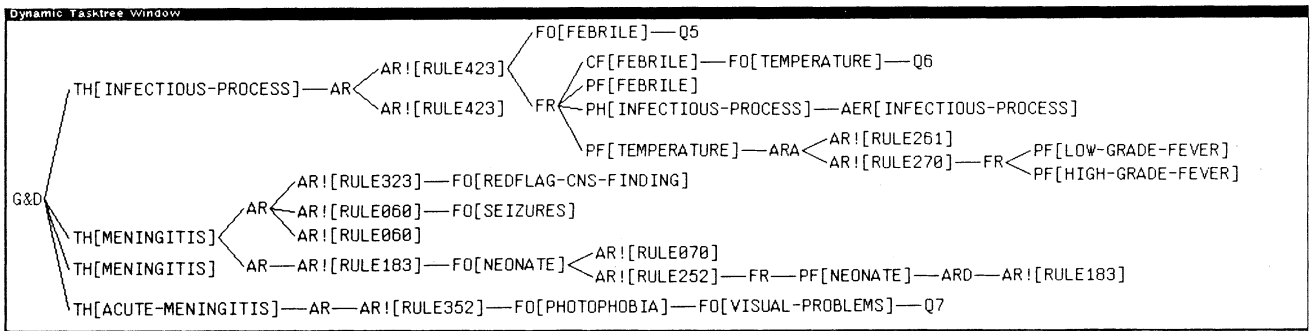 Dynamic Tasktree Window
FO[FEBRILE]—Q5
AR![RULE423] CF[FEBRILE]—FO[TEMPERATURE]—Q6
TH[INFECTIOUS-PROCESS]—AR PF[FEBRILE]
AR![RULE423] FR PH[INFECTIOUS-PROCESS]—AER[INFECTIOUS-PROCESS]
AR![RULE261]
PF[TEMPERATURE]—ARA AR![RULE270]—FR PF[LOW-GRADE-FEVER]
AR![RULE323]—FO[REDFLAG-CNS-FINDING] PF[HIGH-GRADE-FEVER]
G&D AR AR![RULE060]—FO[SEIZURES]
TH[MENINGITIS] AR![RULE060]
AR![RULE070]
TH[MENINGITIS] AR—AR![RULE183]—FO[NEONATE] AR![RULE252]—FR—PF[NEONATE]—ARD—AR![RULE183]
TH[ACUTE-MENINGITIS]—AR—AR![RULE352]—FO[PHOTOPHOBIA]—FO[VISUAL-PROBLEMS]—Q7